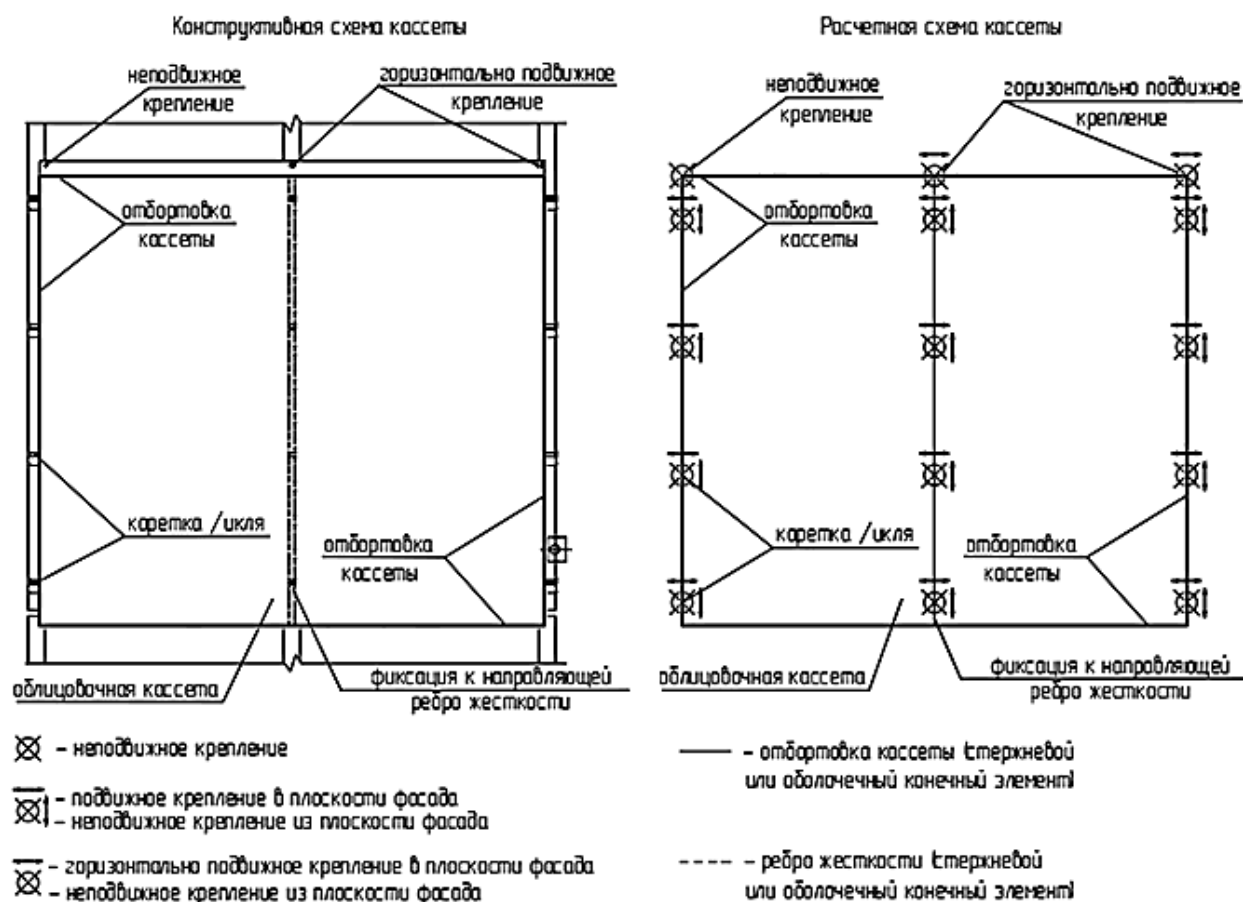 Конструктивная схема кассеты
Расчетная схема кассеты
неподвижное
крепление
горизонтально подвижное
крепление
неподвижное
крепление
горизонтально подвижное
крепление
отбортовка
кассеты
отбортовка
кассеты
каретка /икля
отбортовка
кассеты
каретка /икля
отбортовка
кассеты
облицовочная кассета
фиксация к направляющей
ребро жесткости
облицовочная кассета
фиксация к направляющей
ребро жесткости
- неподвижное крепление
- подвижное крепление в плоскости фасада
- неподвижное крепление из плоскости фасада
- горизонтально подвижное крепление в плоскости фасада
- неподвижное крепление из плоскости фасада
- отбортовка кассеты (стержневой
или оболочечный конечный элемент)
- ребро жесткости (стержневой
или оболочечный конечный элемент)